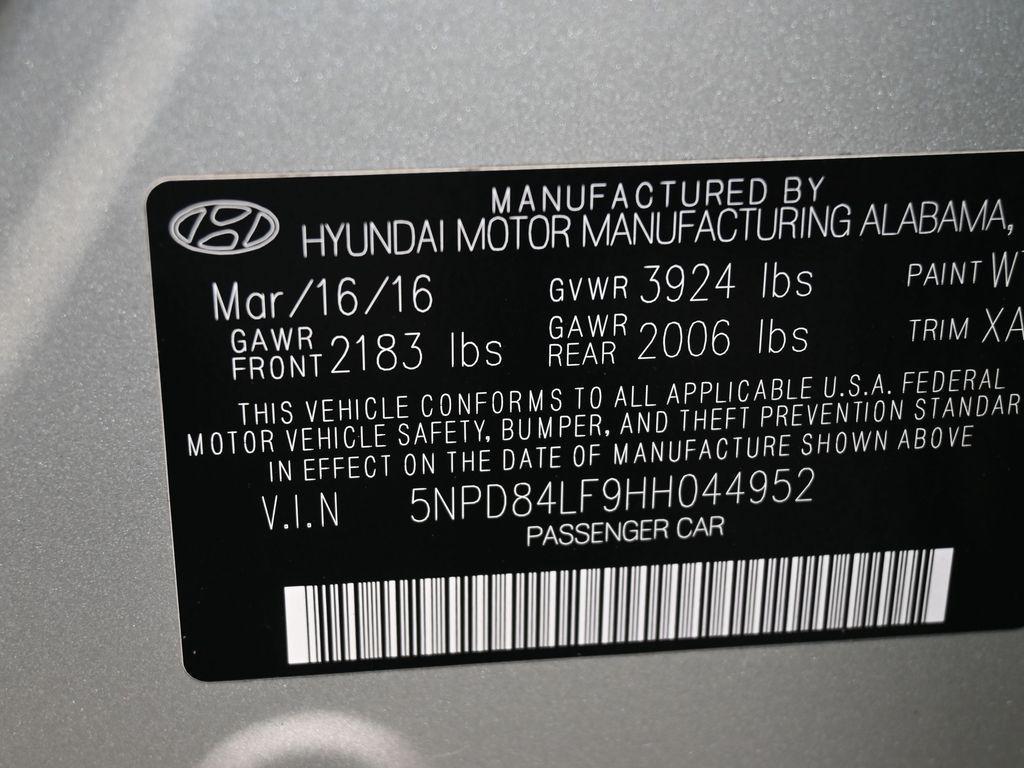 MANUFACTURED BY
HYUNDAI MOTOR MANUFACTURING ALABAMA,
Mar/16/16 GVWR 3924 lbs PAINT
GAWR FRONT 2183 lbs GAWR REAR 2006 lbs TRIM
THIS VEHICLE CONFORMS TO ALL APPLICABLE U.S.A. FEDERAL
MOTOR VEHICLE SAFETY, BUMPER, AND THEFT PREVENTION STANDAR
IN EFFECT ON THE DATE OF MANUFACTURE SHOWN ABOVE
V.I.N 5NPD84LF9HH044952
PASSENGER CAR